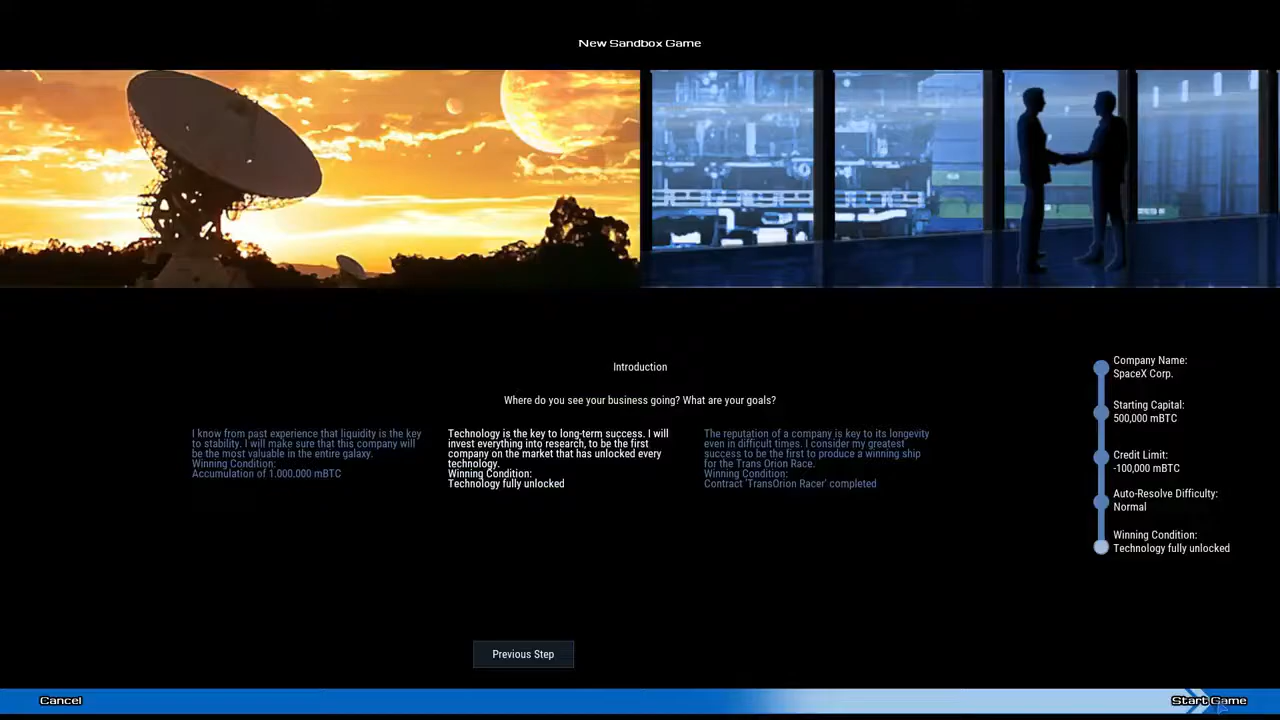 New Sandbox Game
Introduction
Where do you see your business going? What are your goals?
I know from past experience that liquidity is the key
to stability. I will make sure that this company will
be the most valuable in the entire galaxy.
Winning Condition:
Accumulation of 1.000.000 mBTC
Technology is the key to long-term success. I will
invest everything into research, to be the first
company on the market that has unlocked every
technology.
Winning Condition:
Technology fully unlocked
The reputation of a company is key to its longevity
even in difficult times. I consider my greatest
success to be the first to produce a winning ship
for the Trans Orion Race.
Winning Condition:
Contract 'TransOrion Racer' completed
Company Name:
SpaceX Corp.
Starting Capital:
500,000 mBTC
Credit Limit:
-100,000 mBTC
Auto-Resolve Difficulty:
Normal
Winning Condition:
Technology fully unlocked
Previous Step
Cancel
Start Game